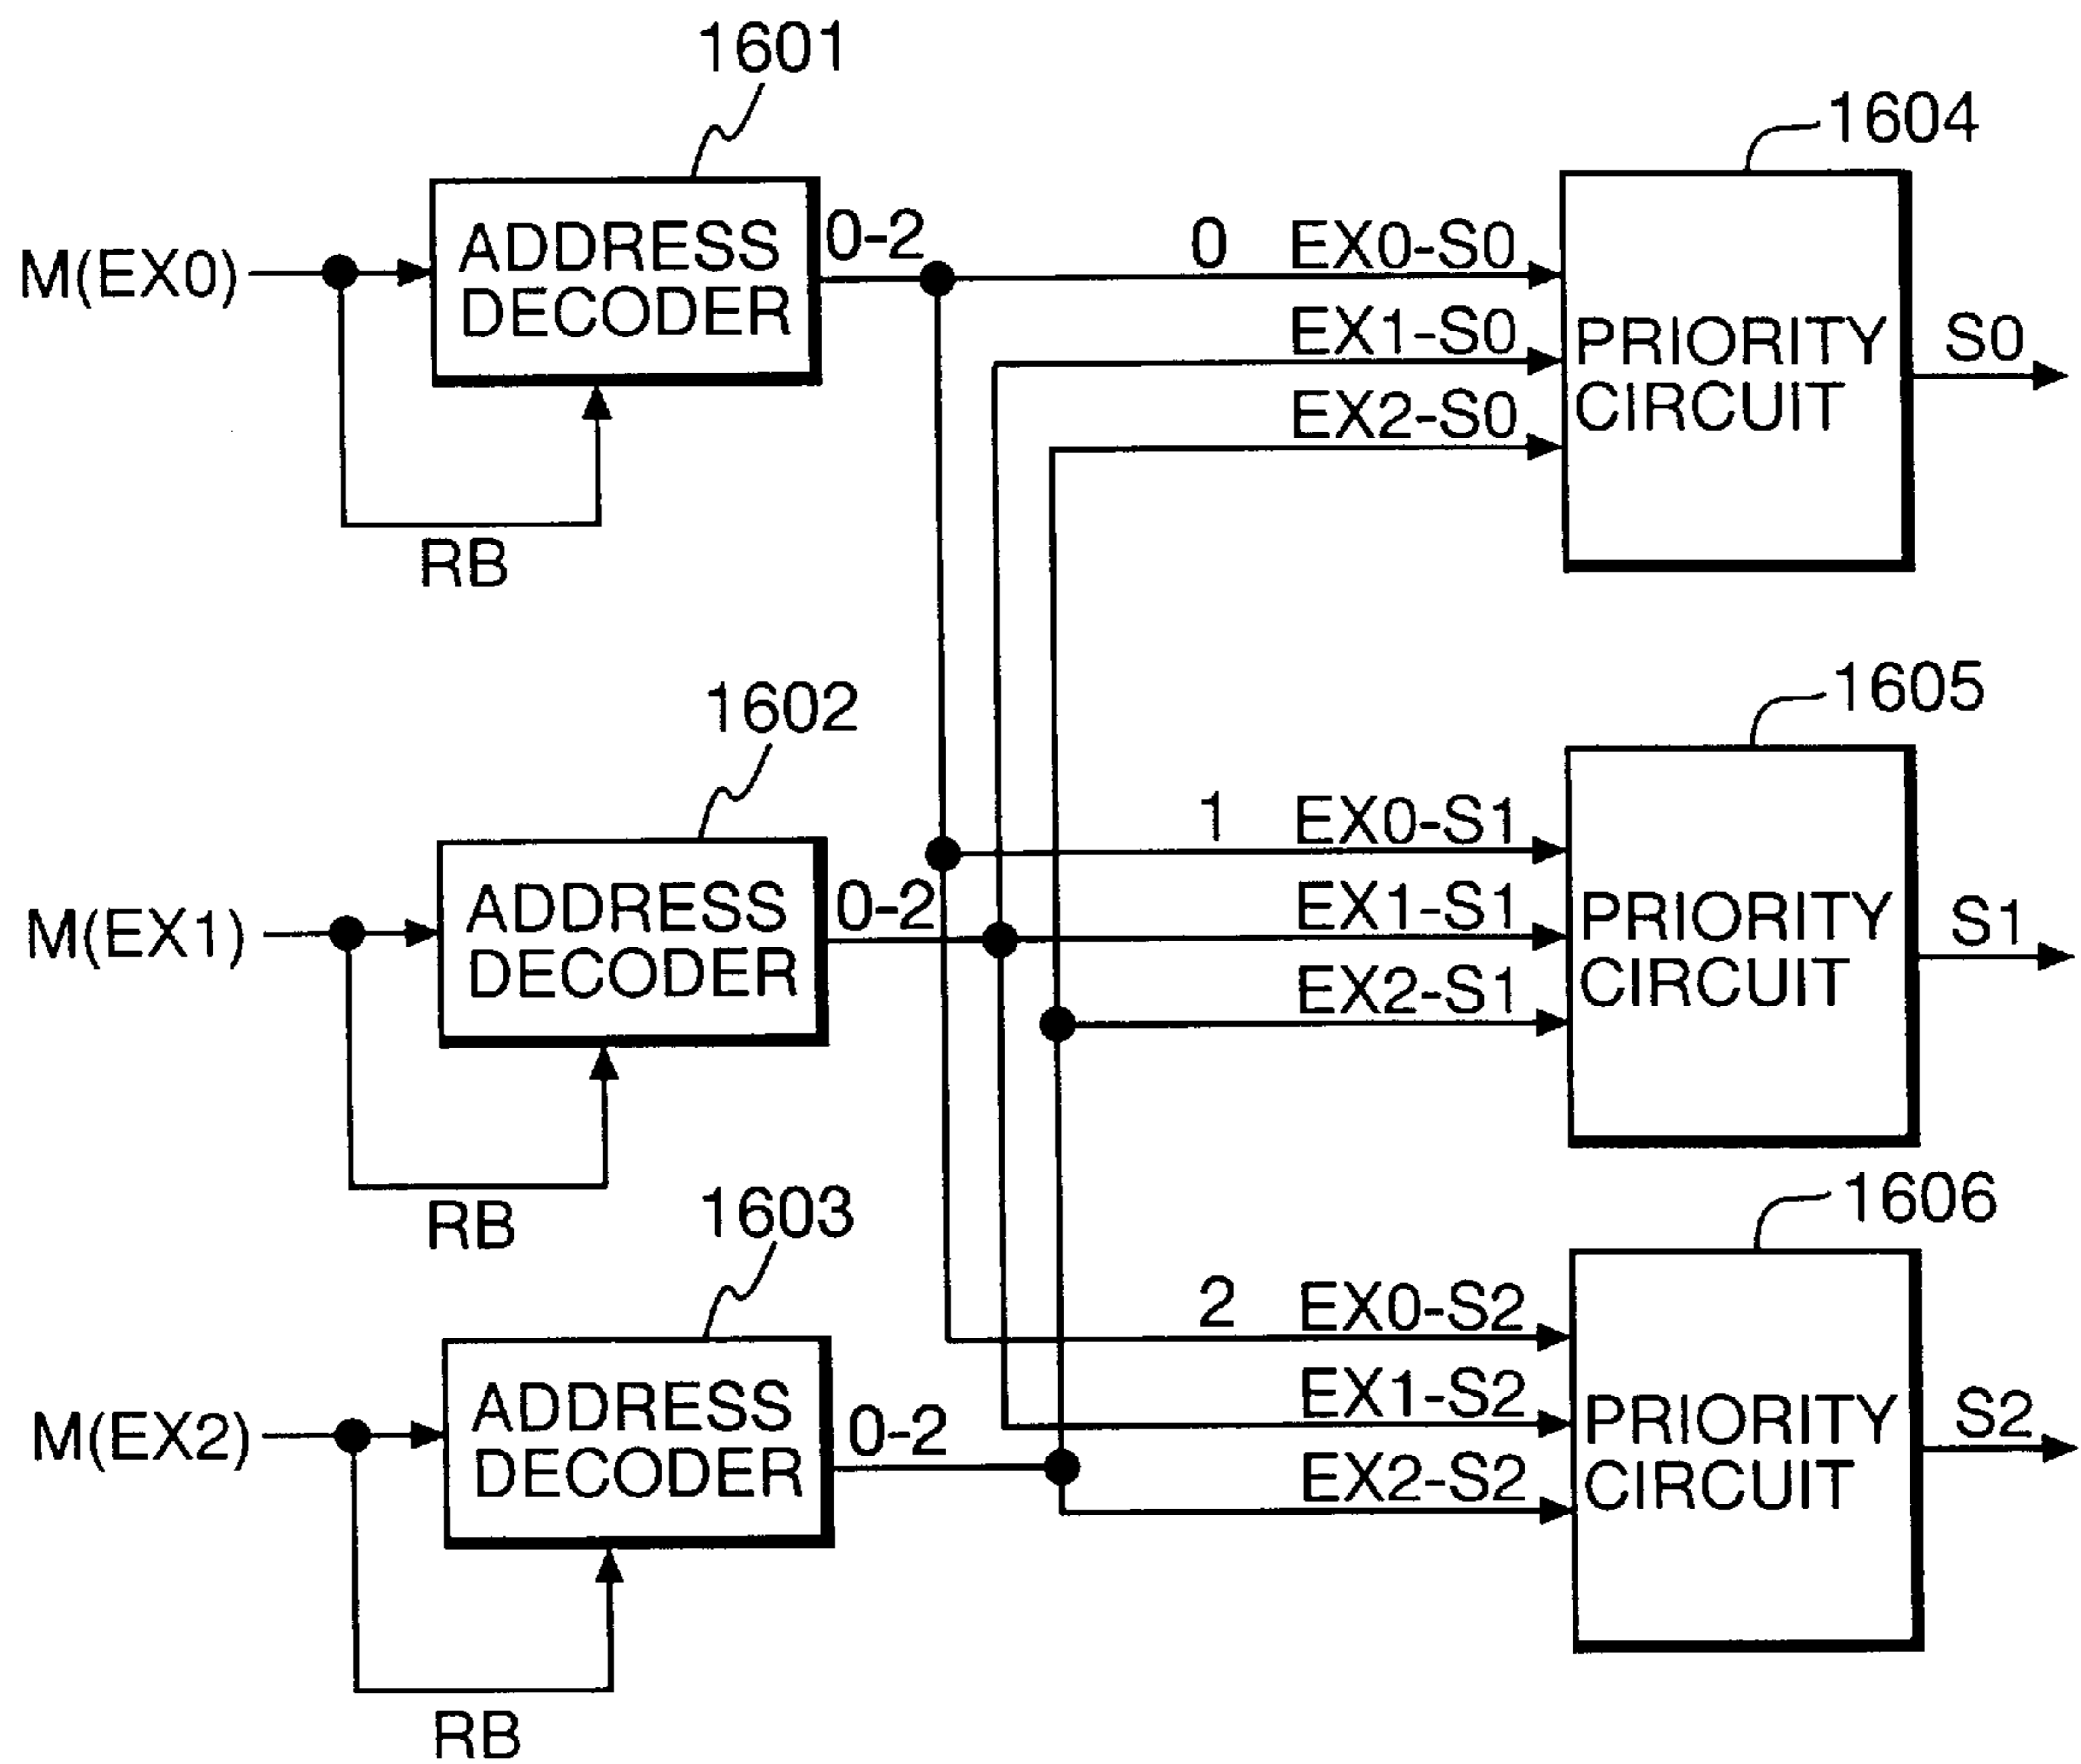 1601
1604
M(EX0)
ADDRESS
DECODER
0-2
0
EX0-S0
EX1-S0
EX2-S0
PRIORITY
CIRCUIT
S0
RB
1602
1605
M(EX1)
ADDRESS
DECODER
0-2
1
EX0-S1
EX1-S1
EX2-S1
PRIORITY
CIRCUIT
S1
RB
1603
1606
M(EX2)
ADDRESS
DECODER
0-2
2
EX0-S2
EX1-S2
EX2-S2
PRIORITY
CIRCUIT
S2
RB